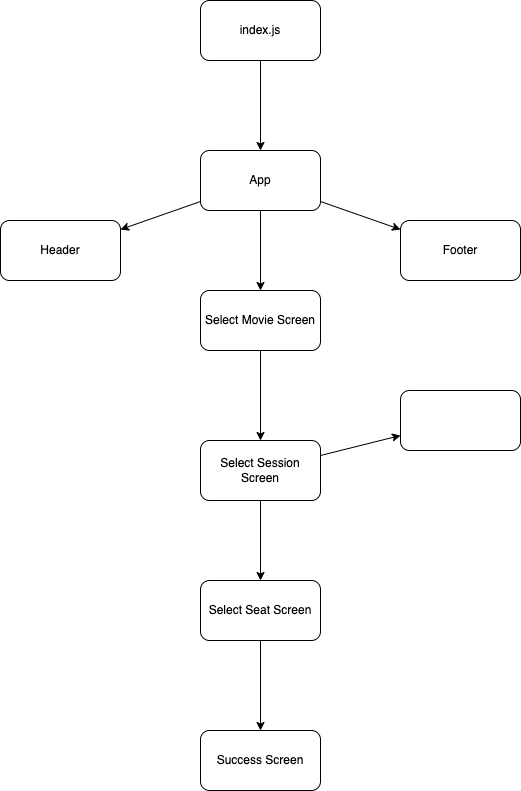 index.js
App
Header
Footer
Select Movie Screen
Select Session
Screen
Select Seat Screen
Success Screen